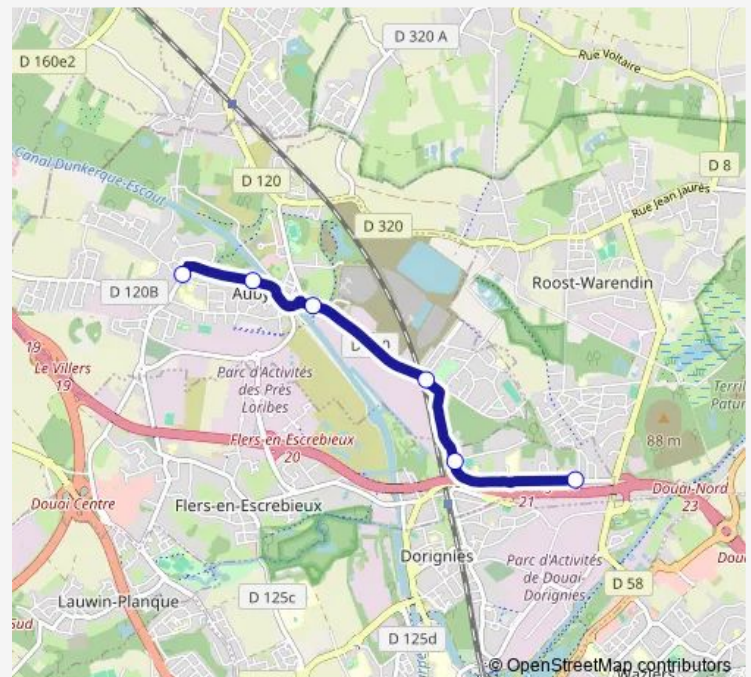 D 320 A
Rue Voltaire
D 160e2
Canal Dunkerque-Escaut
D 8
D 120
Rue Jean Jaurès
D 320
Roost-Warendin
D 120B
Auby
19
Le Villers
19
Parc d'Activités
des Près
Loribes
88 m
Flers-en-Escrebieux
20
Douai Centre
21
Douai-Nord
23
Flers-en-Escrebieux
Dorignies
Parc d'Activités
de Douai-
Dorignies
D 58
Lauwin-Planque
D 125c
D 125d
© OpenStreetMap contributors